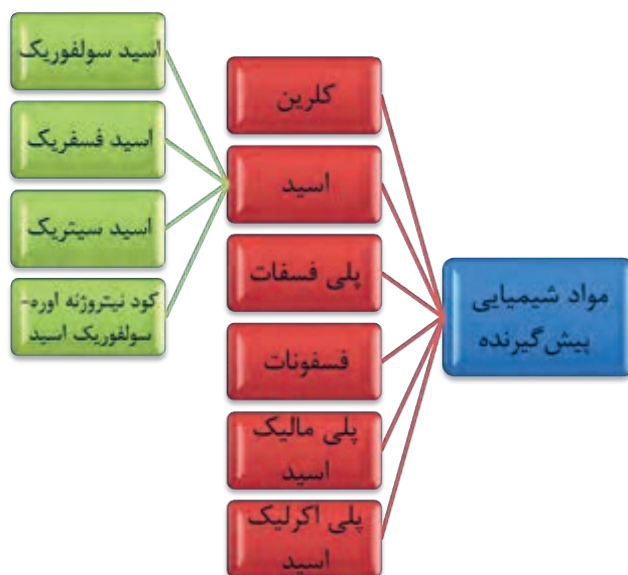 مواد شیمیایی
پیش‌گیرنده
کلرین
اسید
پلی فسفات
فسفونات
پلی مالیک
اسید
پلی اکرلیک
اسید
اسید سولفوریک
اسید فسفریک
اسید سیتریک
کود نیتروژنه اوره-
سولفوریک اسید